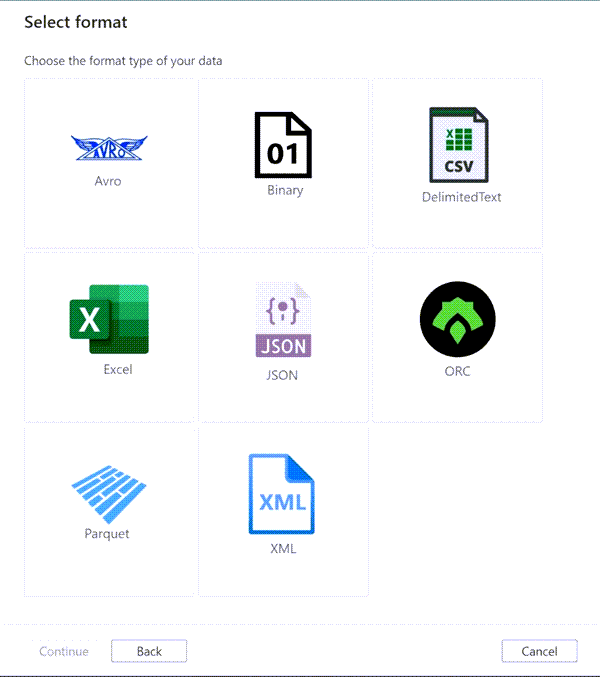 Select format
Choose the format type of your data
AVRO
Avro
01
Binary
X
CSV
DelimitedText
X
Excel
{ }
JSON
JSON
ORC
Parquet
XML
XML
Continue
Back
Cancel